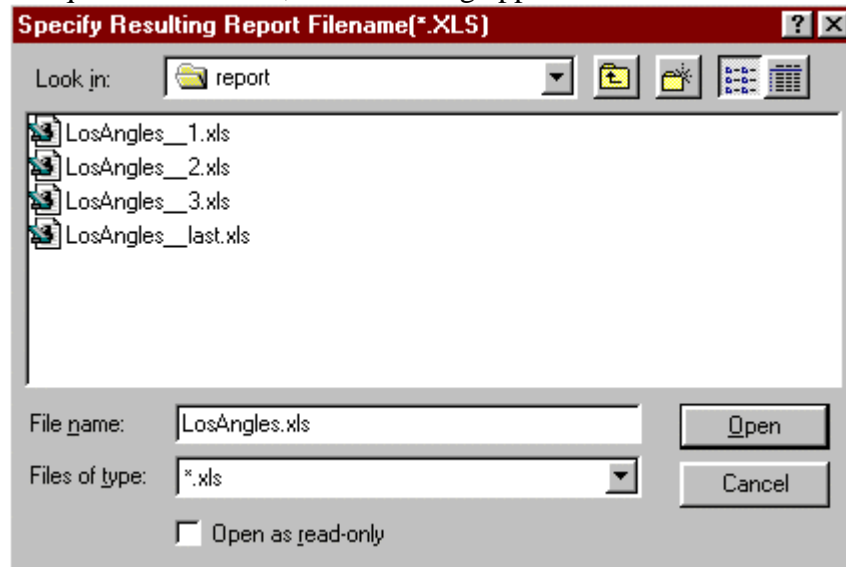 Specify Resulting Report Filename(*.XLS)
Look in: report
LosAngles__1.xls
LosAngles__2.xls
LosAngles__3.xls
LosAngles__last.xls
File name: LosAngles.xls Open
Files of type: *.xls Cancel
Open as read-only